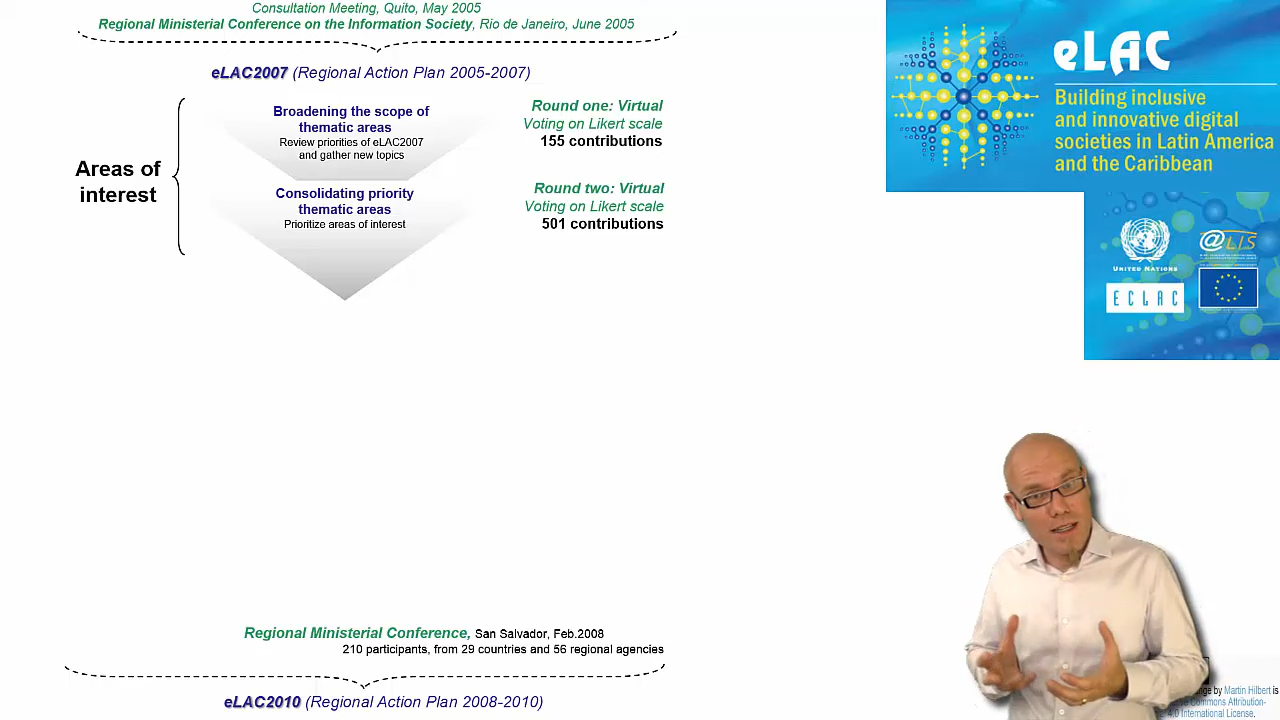 Consultation Meeting, Quito, May 2005
Regional Ministerial Conference on the Information Society, Rio de Janeiro, June 2005
eLAC2007 (Regional Action Plan 2005-2007)
Areas of
interest
Broadening the scope of
thematic areas
Review priorities of eLAC2007
and gather new topics
Round one: Virtual
Voting on Likert scale
155 contributions
Consolidating priority
thematic areas
Prioritize areas of interest
Round two: Virtual
Voting on Likert scale
501 contributions
Regional Ministerial Conference, San Salvador, Feb.2008
210 participants, from 29 countries and 56 regional agencies
eLAC2010 (Regional Action Plan 2008-2010)
eLAC
Building inclusive
and innovative digital
societies in Latin America
and the Caribbean
UNITED NATIONS
@LIS
ECLAC
by Martin Hilbert is
Commons Attribution-
4.0 International License,